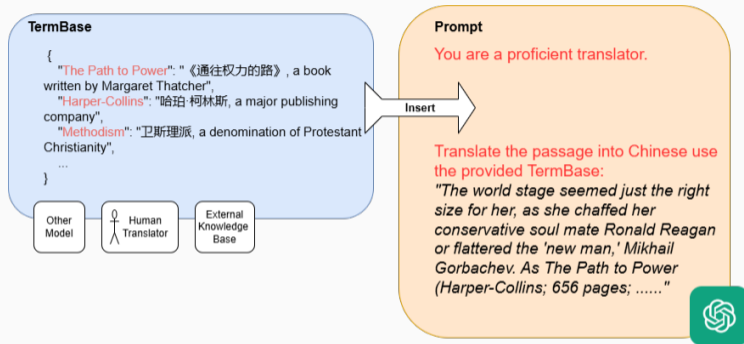 TermBase
{
"The Path to Power": "《通往权力的路》, a book
written by Margaret Thatcher",
"Harper-Collins": "哈珀·柯林斯, a major publishing
company",
"Methodism": "卫斯理派, a denomination of Protestant
Christianity",
...
}
Other
Model
Human
Translator
External
Knowledge
Base
Insert
Prompt
You are a proficient translator.
Translate the passage into Chinese use
the provided TermBase:
"The world stage seemed just the right
size for her, as she chaffed her
conservative soul mate Ronald Reagan
or flattered the 'new man,' Mikhail
Gorbachev. As The Path to Power
(Harper-Collins; 656 pages; ......"